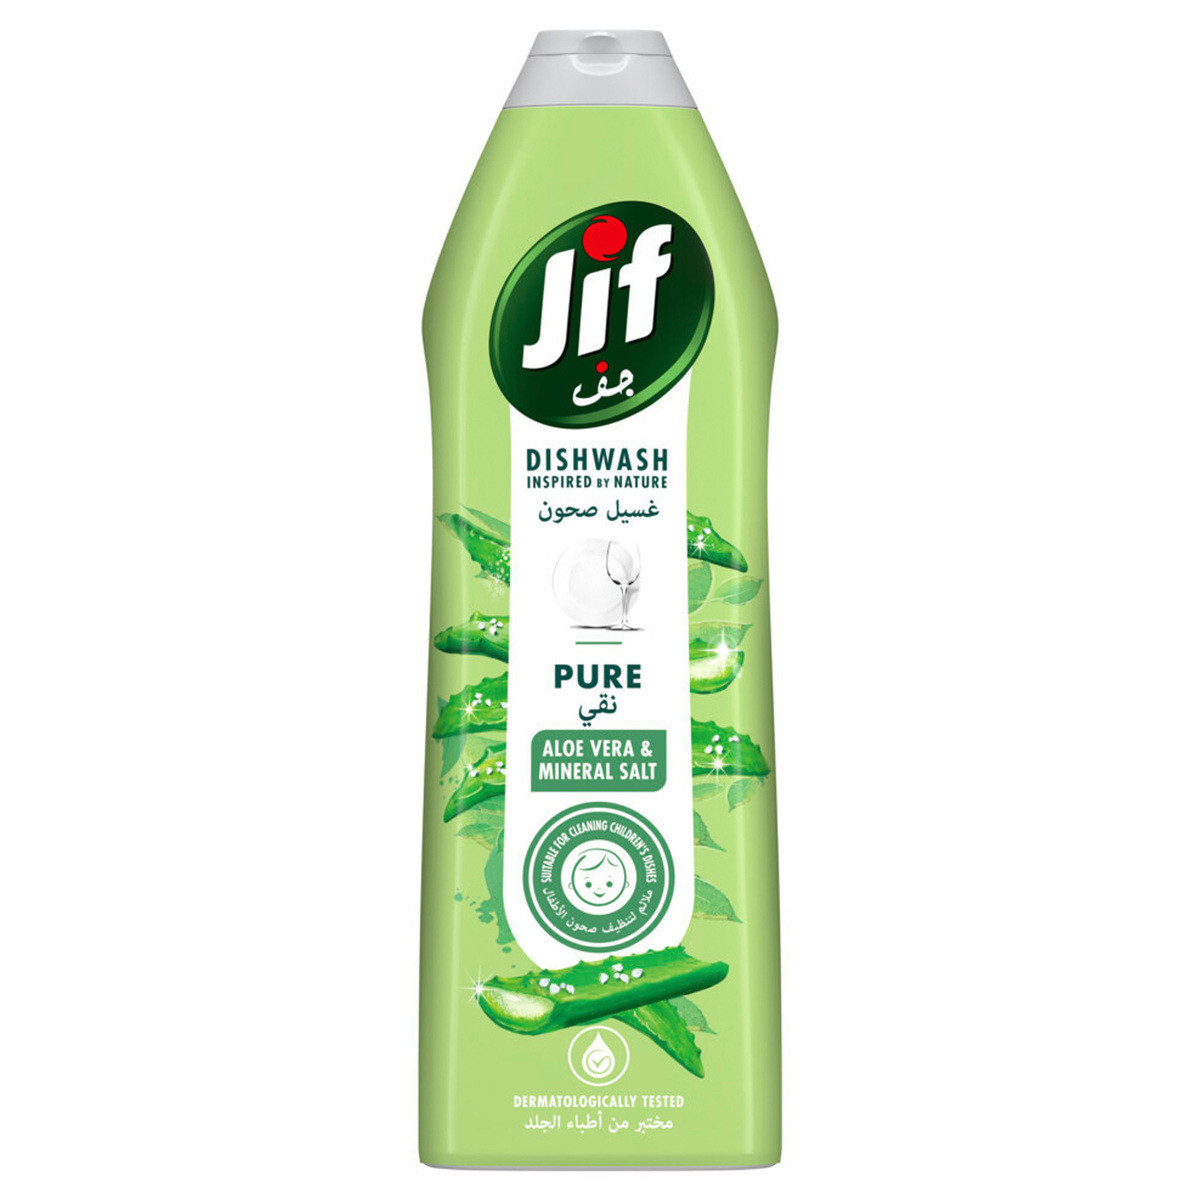 Jif
جف
DISHWASH
INSPIRED BY NATURE
غسيل صحون
PURE
نقي
ALOE VERA &
MINERAL SALT
SUITABLE FOR CLEANING CHILDREN'S DISHES
ملائم لتنظيف صحون الأطفال
DERMATOLOGICALLY TESTED
مختبر من أطباء الجلد